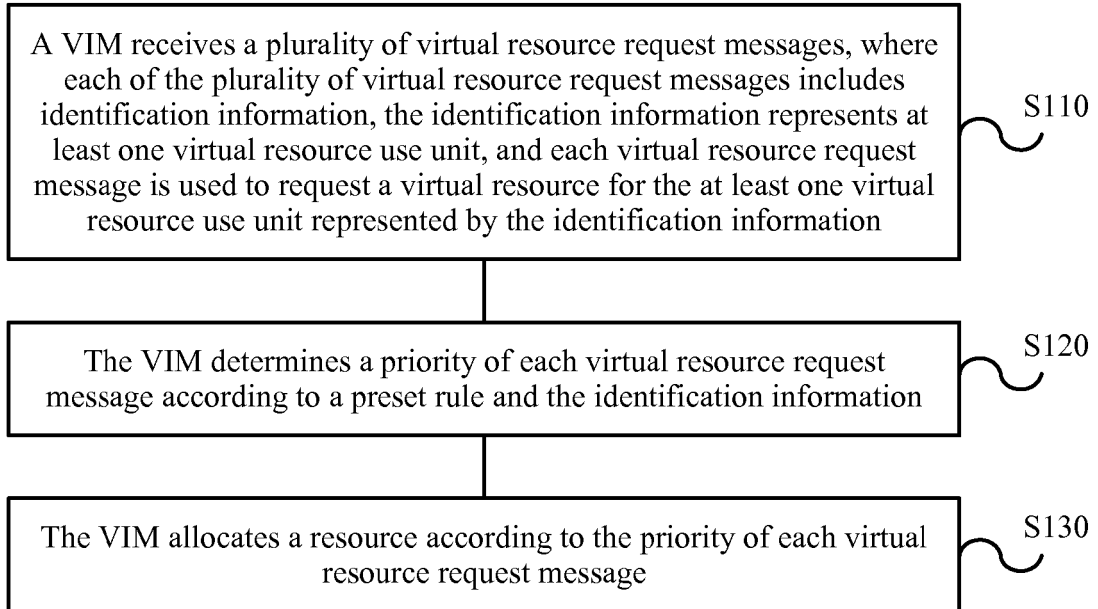 A VIM receives a plurality of virtual resource request messages, where
each of the plurality of virtual resource request messages includes
identification information, the identification information represents at
least one virtual resource use unit, and each virtual resource request
message is used to request a virtual resource for the at least one virtual
resource use unit represented by the identification information
S110
The VIM determines a priority of each virtual resource request
message according to a preset rule and the identification information
S120
The VIM allocates a resource according to the priority of each virtual
resource request message
S130